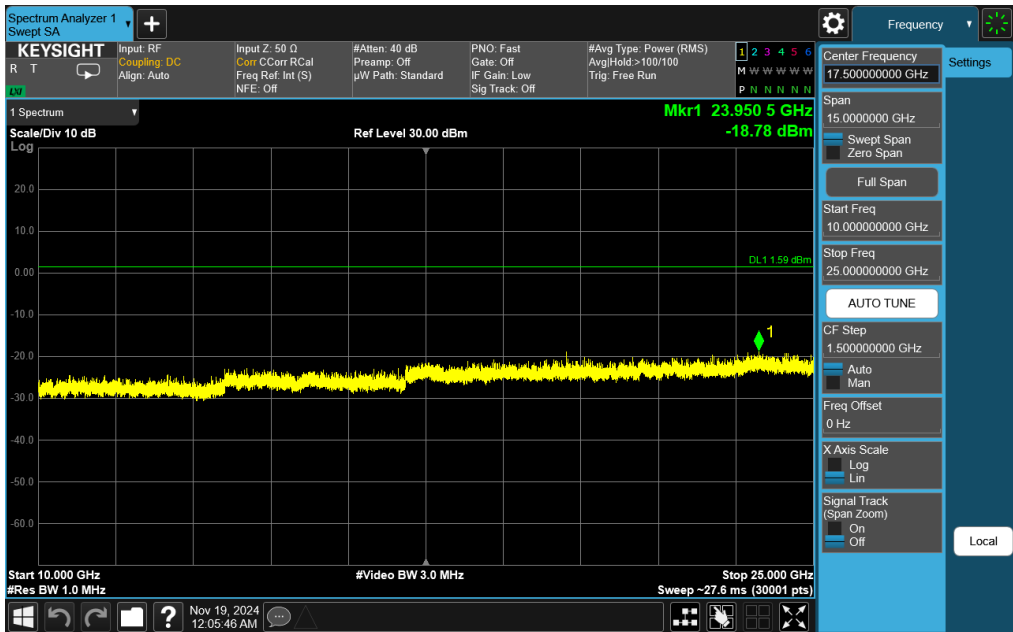 Spectrum Analyzer 1
Swept SA
+
Frequency
KEYSIGHT
R T
LXI
Input: RF
Coupling: DC
Align: Auto
Input Z: 50 Ω
Corr CCorr RCal
Freq Ref: Int (S)
NFE: Off
#Atten: 40 dB
Preamp: Off
µW Path: Standard
PNO: Fast
Gate: Off
IF Gain: Low
Sig Track: Off
#Avg Type: Power (RMS)
Avg|Hold:>100/100
Trig: Free Run
1 2 3 4 5 6
M W W W W W
P N N N N N
1 Spectrum
Mkr1 23.950 5 GHz
-18.78 dBm
Scale/Div 10 dB
Ref Level 30.00 dBm
Log
20.0
10.0
0.00
-10.0
-20.0
-30.0
-40.0
-50.0
-60.0
DL1 1.59 dBm
1
Start 10.000 GHz
#Video BW 3.0 MHz
Stop 25.000 GHz
#Res BW 1.0 MHz
Sweep ~27.6 ms (30001 pts)
Center Frequency
17.500000000 GHz
Settings
Span
15.0000000 GHz
Swept Span
Zero Span
Full Span
Start Freq
10.000000000 GHz
Stop Freq
25.000000000 GHz
AUTO TUNE
CF Step
1.500000000 GHz
Auto
Man
Freq Offset
0 Hz
X Axis Scale
Log
Lin
Signal Track
(Span Zoom)
On
Off
Local
?
Nov 19, 2024
12:05:46 AM